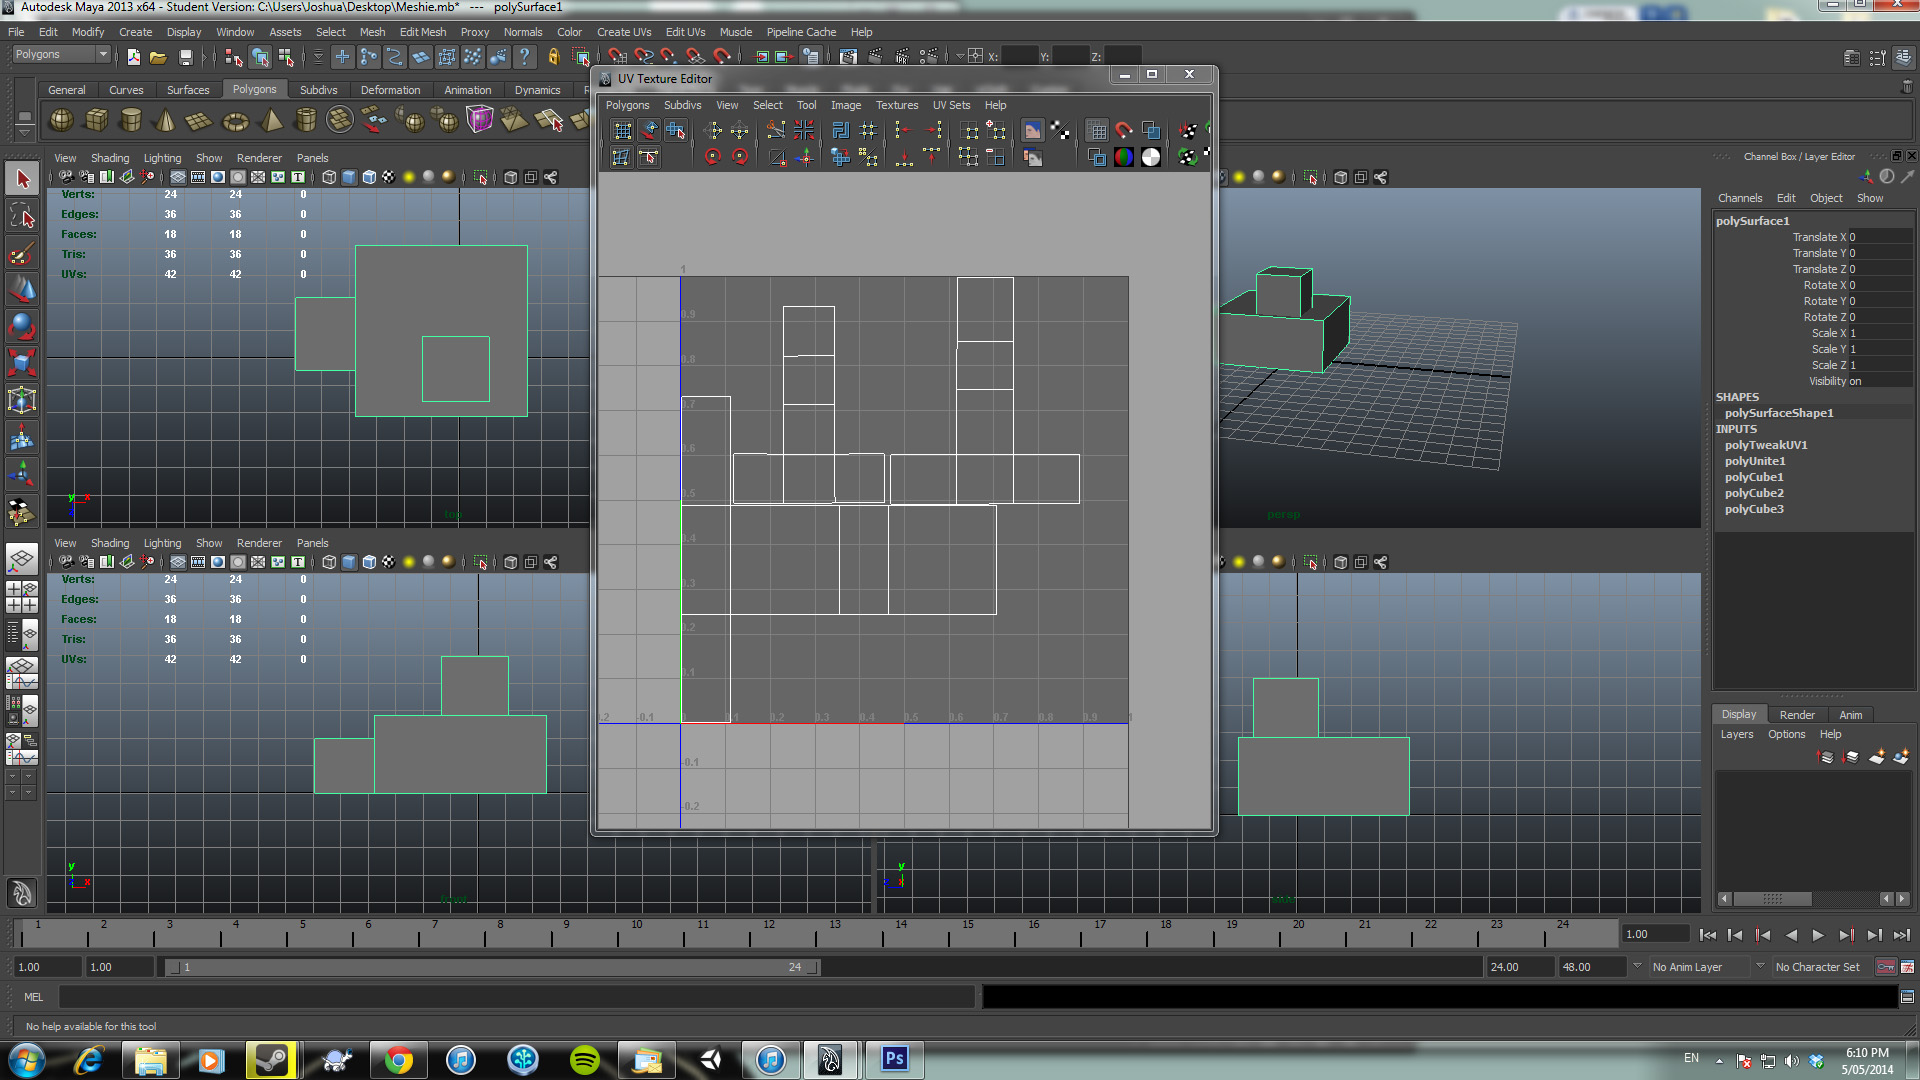 Autodesk Maya 2013 x64 - Student Version: C:\Users\Joshua\Desktop\Meshie.mb*   ---   polySurface1
File Edit Modify Create Display Window Assets Select Mesh Edit Mesh Proxy Normals Color Create UVs Edit UVs Muscle Pipeline Cache Help
Polygons
X: Y: Z:
UV Texture Editor
General Curves Surfaces Polygons Subdivs Deformation Animation Dynamics
Polygons Subdivs View Select Tool Image Textures UV Sets Help
View Shading Lighting Show Renderer Panels
Channel Box / Layer Editor
Verts: 24 24 0
Edges: 36 36 0
Faces: 18 18 0
Tris: 36 36 0
UVs: 42 42 0
top
persp
Channels Edit Object Show
polySurface1
Translate X 0
Translate Y 0
Translate Z 0
Rotate X 0
Rotate Y 0
Rotate Z 0
Scale X 1
Scale Y 1
Scale Z 1
Visibility on
SHAPES
polySurfaceShape1
INPUTS
polyTweakUV1
polyUnite1
polyCube1
polyCube2
polyCube3
1
0.9
0.8
0.7
0.6
0.5
0.4
0.3
0.2
0.1
-0.1 0.1 0.2 0.3 0.4 0.5 0.6 0.7 0.8 0.9 1
-0.1
-0.2
View Shading Lighting Show Renderer Panels
Verts: 24 24 0
Edges: 36 36 0
Faces: 18 18 0
Tris: 36 36 0
UVs: 42 42 0
y
x
front
side
Display Render Anim
Layers Options Help
1 2 3 4 5 6 7 8 9 10 11 12 13 14 15 16 17 18 19 20 21 22 23 24
1.00
1.00 1.00 1 24 24.00 48.00 No Anim Layer No Character Set
MEL
No help available for this tool
Ps
EN
6:10 PM
5/05/2014